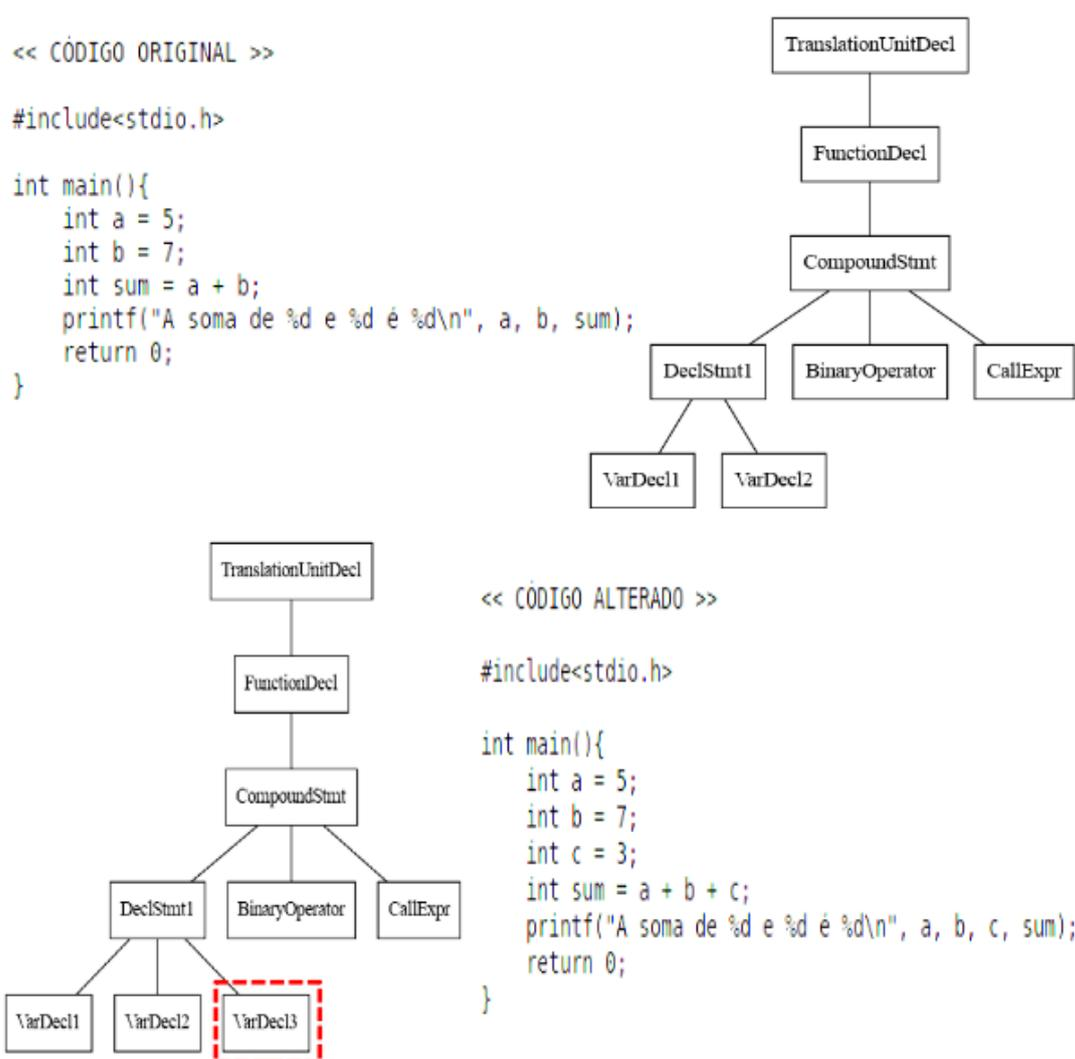 << CÓDIGO ORIGINAL >>
#include<stdio.h>
int main(){
int a = 5;
int b = 7;
int sum = a + b;
printf("A soma de %d e %d é %d\n", a, b, sum);
return 0;
}
TranslationUnitDecl
FunctionDecl
CompoundStmt
DeclStmt1 BinaryOperator CallExpr
VarDecl1 VarDecl2
TranslationUnitDecl
FunctionDecl
CompoundStmt
DeclStmt1 BinaryOperator CallExpr
VarDecl1 VarDecl2 VarDecl3
<< CÓDIGO ALTERADO >>
#include<stdio.h>
int main(){
int a = 5;
int b = 7;
int c = 3;
int sum = a + b + c;
printf("A soma de %d e %d é %d\n", a, b, c, sum);
return 0;
}